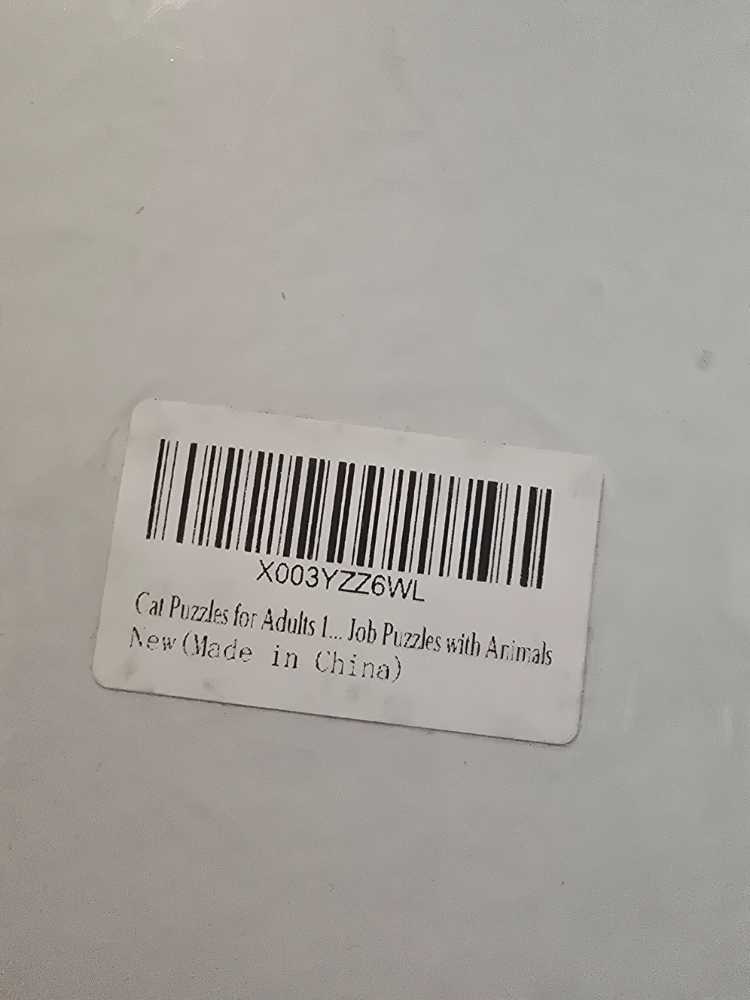 X003YZZ6WL
Cat Puzzles for Adults 1... Job Puzzles with Animals
New(Made in China)